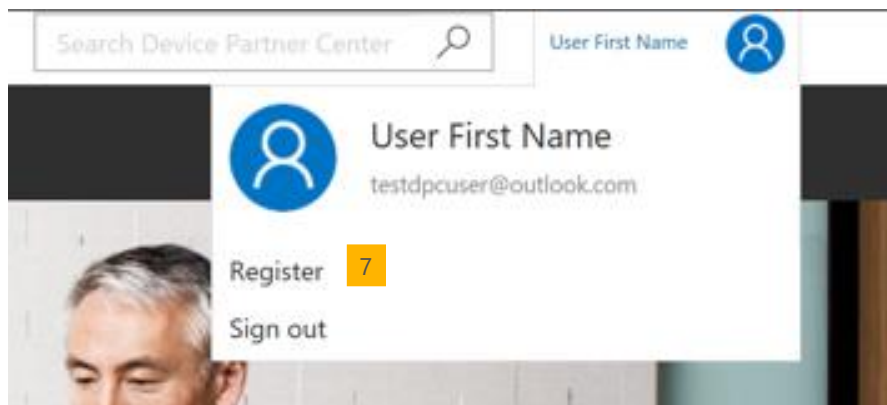 Search Device Partner Center
User First Name
User First Name
testdpcuser@outlook.com
Register 7
Sign out